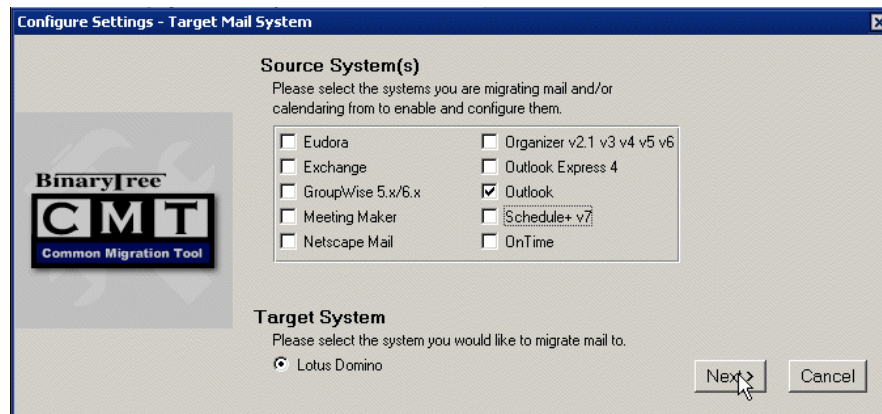 Configure Settings - Target Mail System
Source System(s)
Please select the systems you are migrating mail and/or
calendaring from to enable and configure them.
Eudora
Exchange
GroupWise 5.x/6.x
Meeting Maker
Netscape Mail
Organizer v2.1 v3 v4 v5 v6
Outlook Express 4
Outlook
Schedule+ v7
OnTime
BinaryTree
CMT
Common Migration Tool
Target System
Please select the system you would like to migrate mail to.
Lotus Domino
Next >
Cancel